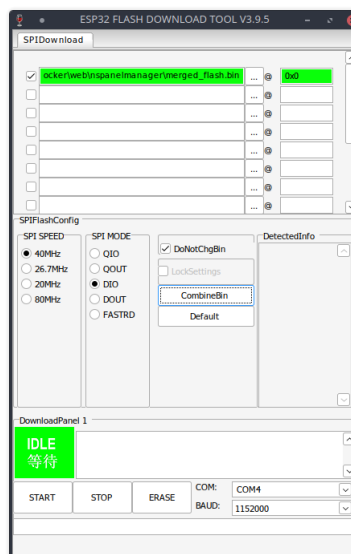 ESP32 FLASH DOWNLOAD TOOL V3.9.5
SPIDownload
ocker\web\nspanelmanager\merged_flash.bin ... @ 0x0
... @
... @
... @
... @
... @
... @
SPIFlashConfig
SPI SPEED SPI MODE DetectedInfo
40MHz QIO DoNotChgBin
26.7MHz QOUT LockSettings
20MHz DIO CombineBin
80MHz DOUT Default
FASTRD
DownloadPanel 1
IDLE
等待
START STOP ERASE COM: COM4
BAUD: 1152000